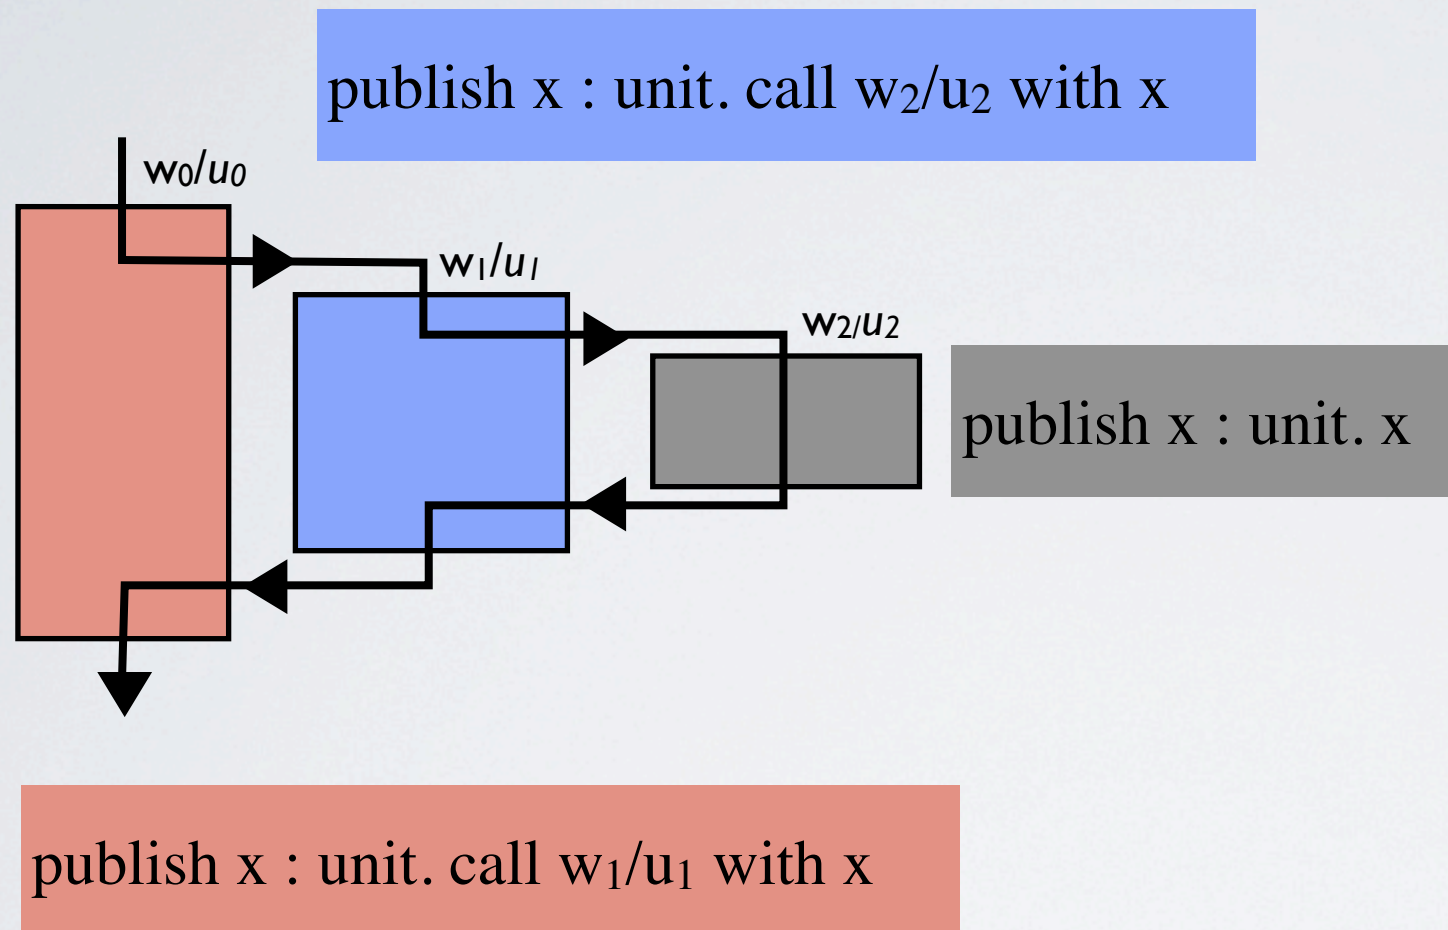 publish x : unit. call w₂/u₂ with x
w₀/u₀
w₁/u₁
w₂/u₂
publish x : unit. x
publish x : unit. call w₁/u₁ with x